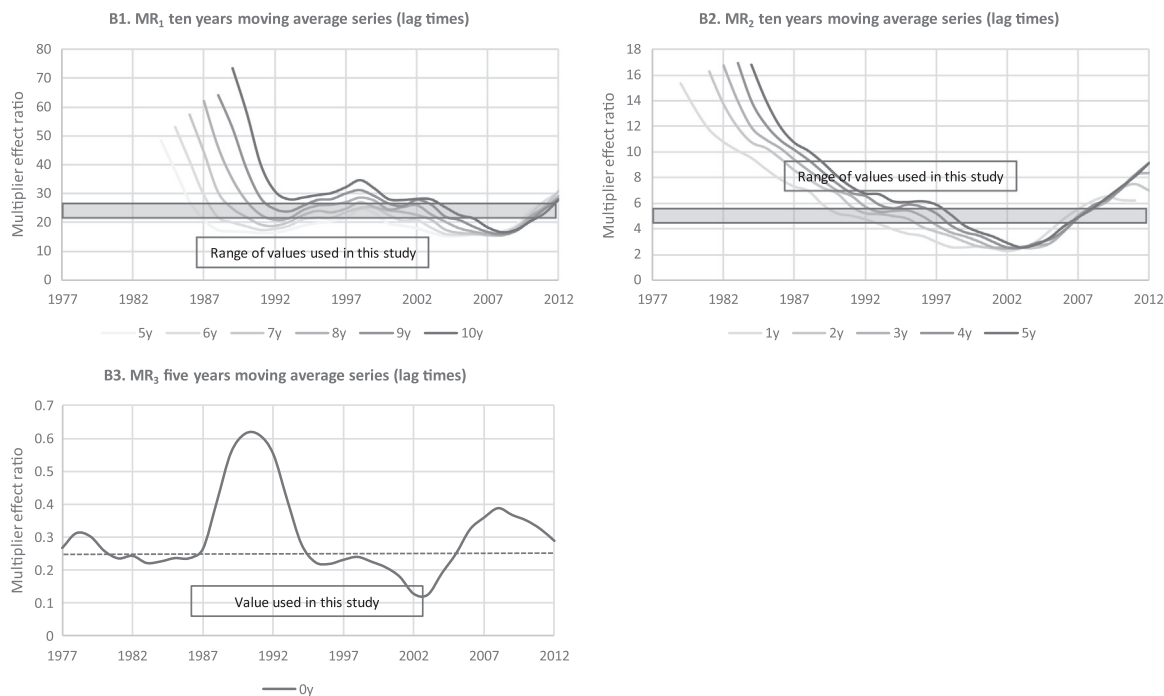 B1. MR1 ten years moving average series (lag times)
Multiplier effect ratio
80
70
60
50
40
30
20
10
0
Range of values used in this study
1977 1982 1987 1992 1997 2002 2007 2012
5y 6y 7y 8y 9y 10y
B2. MR2 ten years moving average series (lag times)
Multiplier effect ratio
18
16
14
12
10
8
6
4
2
0
Range of values used in this study
1977 1982 1987 1992 1997 2002 2007 2012
1y 2y 3y 4y 5y
B3. MR3 five years moving average series (lag times)
Multiplier effect ratio
0.7
0.6
0.5
0.4
0.3
0.2
0.1
0
Value used in this study
1977 1982 1987 1992 1997 2002 2007 2012
0y